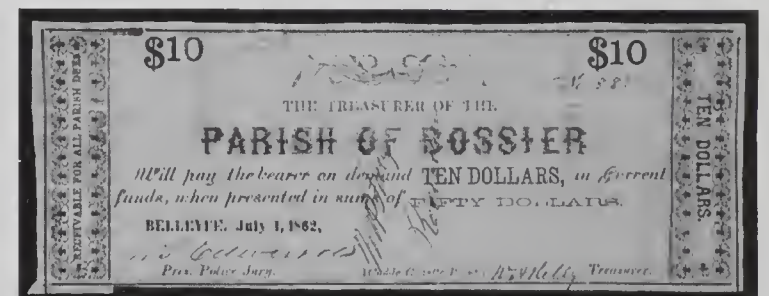 $10 $10
RECEIVABLE FOR ALL PARISH DUES
THE TREASURER OF THE
PARISH OF BOSSIER
Will pay the bearer on demand TEN DOLLARS, in Current
funds, when presented in sums of FIFTY DOLLARS.
BELLEVUE. July 1, 1862,
Pres. Police Jury. Treasurer.
TEN DOLLARS.